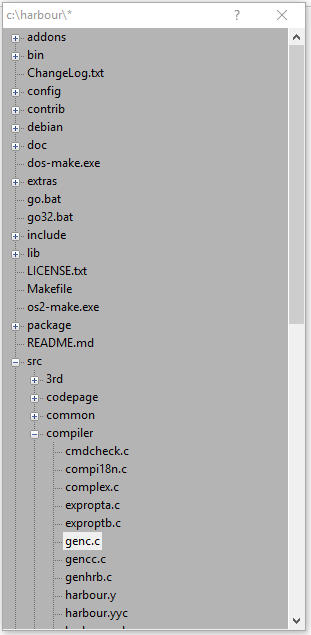 c:\harbour\*
?
addons
bin
ChangeLog.txt
config
contrib
debian
doc
dos-make.exe
extras
go.bat
go32.bat
include
lib
LICENSE.txt
Makefile
os2-make.exe
package
README.md
src
3rd
codepage
common
compiler
cmdcheck.c
compi18n.c
complex.c
expropta.c
exproptb.c
genc.c
gencc.c
genhrb.c
harbour.y
harbour.yyc